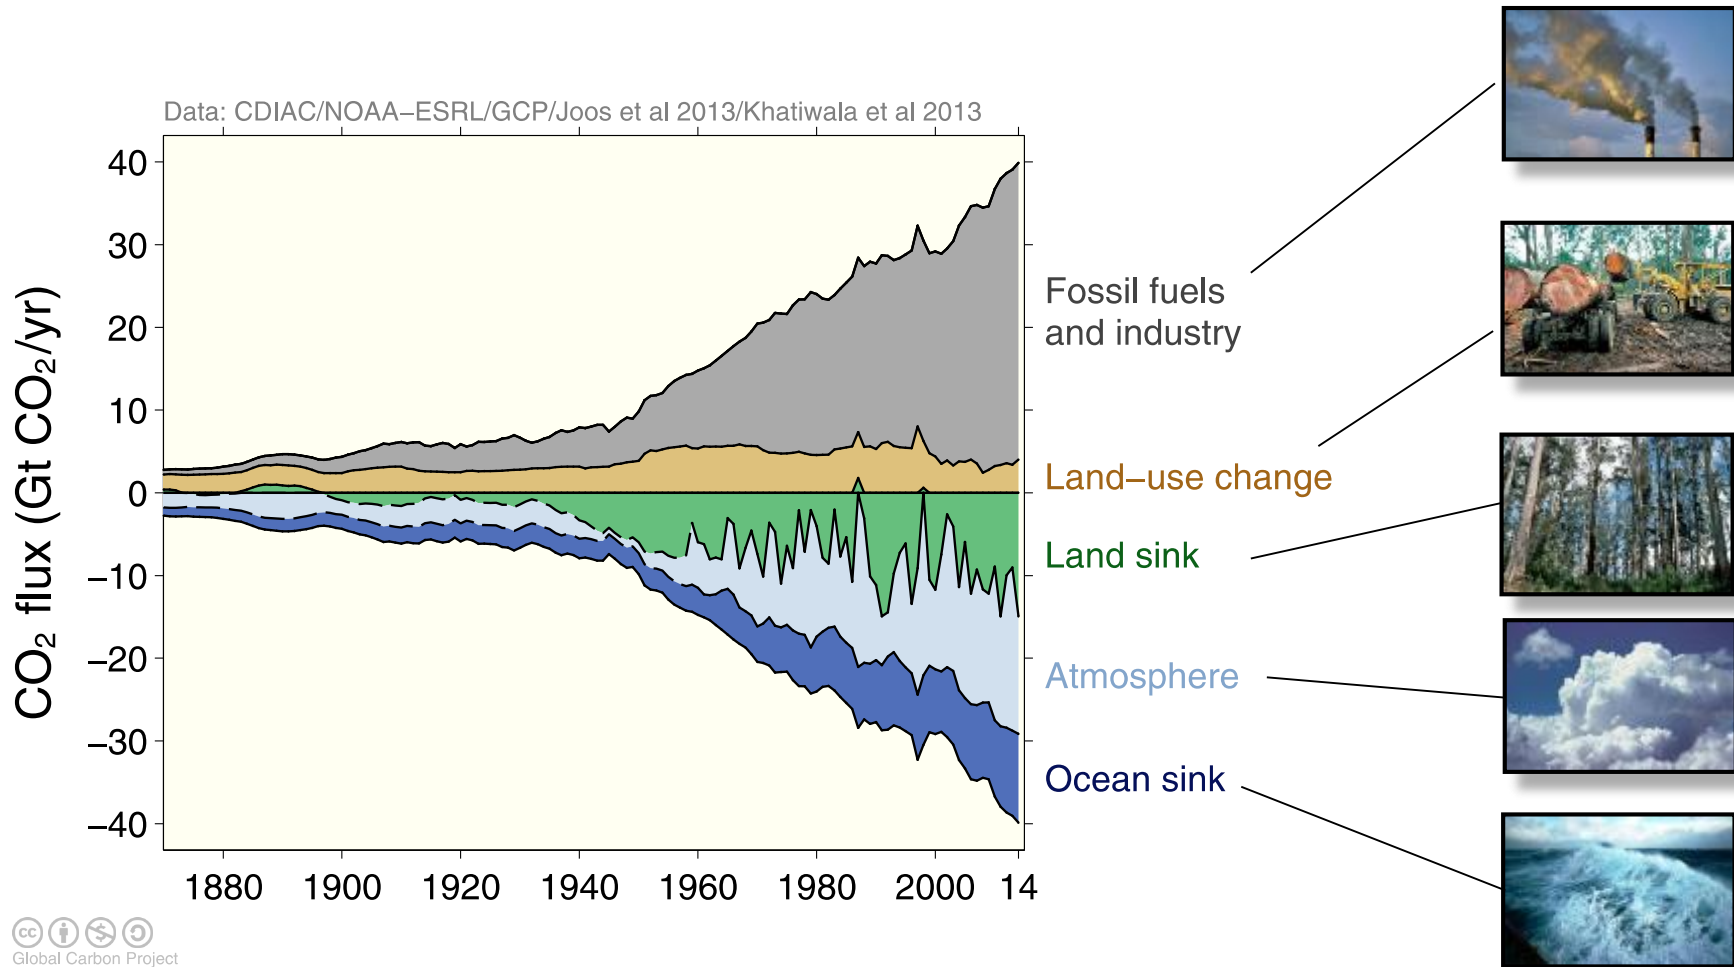 Data: CDIAC/NOAA−ESRL/GCP/Joos et al 2013/Khatiwala et al 2013
CO₂ flux (Gt CO₂/yr)
40
30
20
10
0
−10
−20
−30
−40
1880 1900 1920 1940 1960 1980 2000 14
Fossil fuels
and industry
Land−use change
Land sink
Atmosphere
Ocean sink
cc
Global Carbon Project